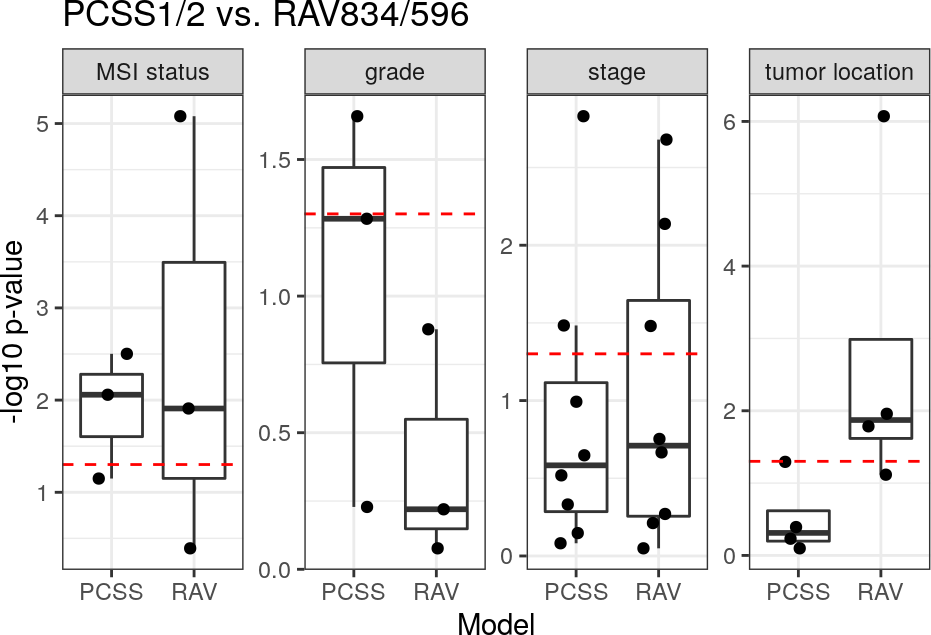 PCSS1/2 vs. RAV834/596
MSI status
grade
stage
tumor location
-log10 p-value
5
4
3
2
1
1.5
1.0
0.5
0.0
2
1
0
6
4
2
0
PCSS RAV
PCSS RAV
PCSS RAV
PCSS RAV
Model